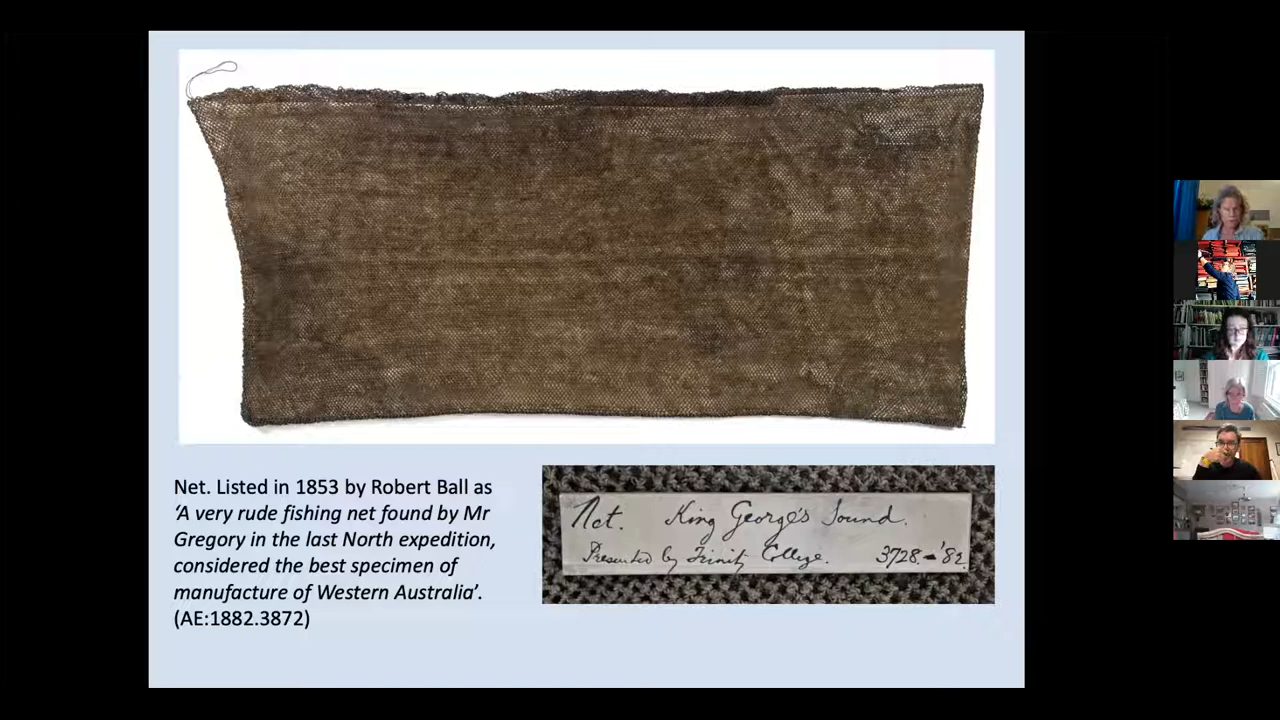 Net. Listed in 1853 by Robert Ball as
‘A very rude fishing net found by Mr
Gregory in the last North expedition,
considered the best specimen of
manufacture of Western Australia’.
(AE:1882.3872)
Net. King George's Sound.
Presented by Trinity College. 3728.-'82.